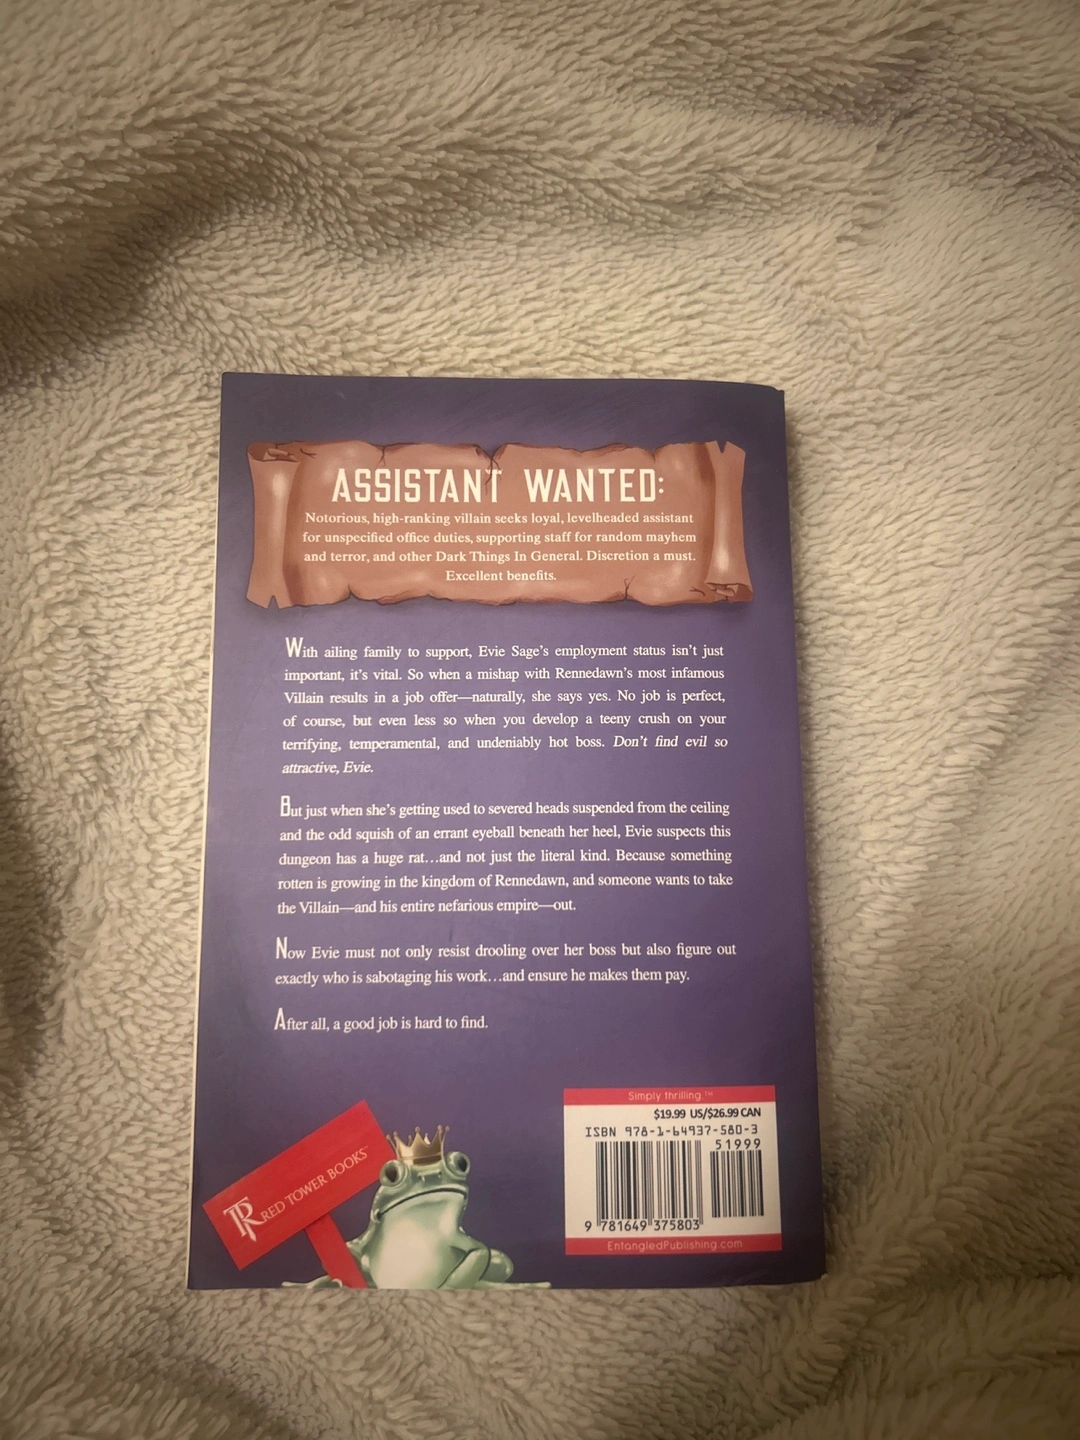 ASSISTANT WANTED:
Notorious, high-ranking villain seeks loyal, levelheaded assistant
for unspecified office duties, supporting staff for random mayhem
and terror, and other Dark Things In General. Discretion a must.
Excellent benefits.
With ailing family to support, Evie Sage’s employment status isn’t just
important, it’s vital. So when a mishap with Rennedawn’s most infamous
Villain results in a job offer—naturally, she says yes. No job is perfect,
of course, but even less so when you develop a teeny crush on your
terrifying, temperamental, and undeniably hot boss. Don’t find evil so
attractive, Evie.
But just when she’s getting used to severed heads suspended from the ceiling
and the odd squish of an errant eyeball beneath her heel, Evie suspects this
dungeon has a huge rat…and not just the literal kind. Because something
rotten is growing in the kingdom of Rennedawn, and someone wants to take
the Villain—and his entire nefarious empire—out.
Now Evie must not only resist drooling over her boss but also figure out
exactly who is sabotaging his work…and ensure he makes them pay.
After all, a good job is hard to find.
TR RED TOWER BOOKS™
Simply thrilling.™
$19.99 US/$26.99 CAN
ISBN 978-1-64937-580-3
51999
9 781649 375803
EntangledPublishing.com